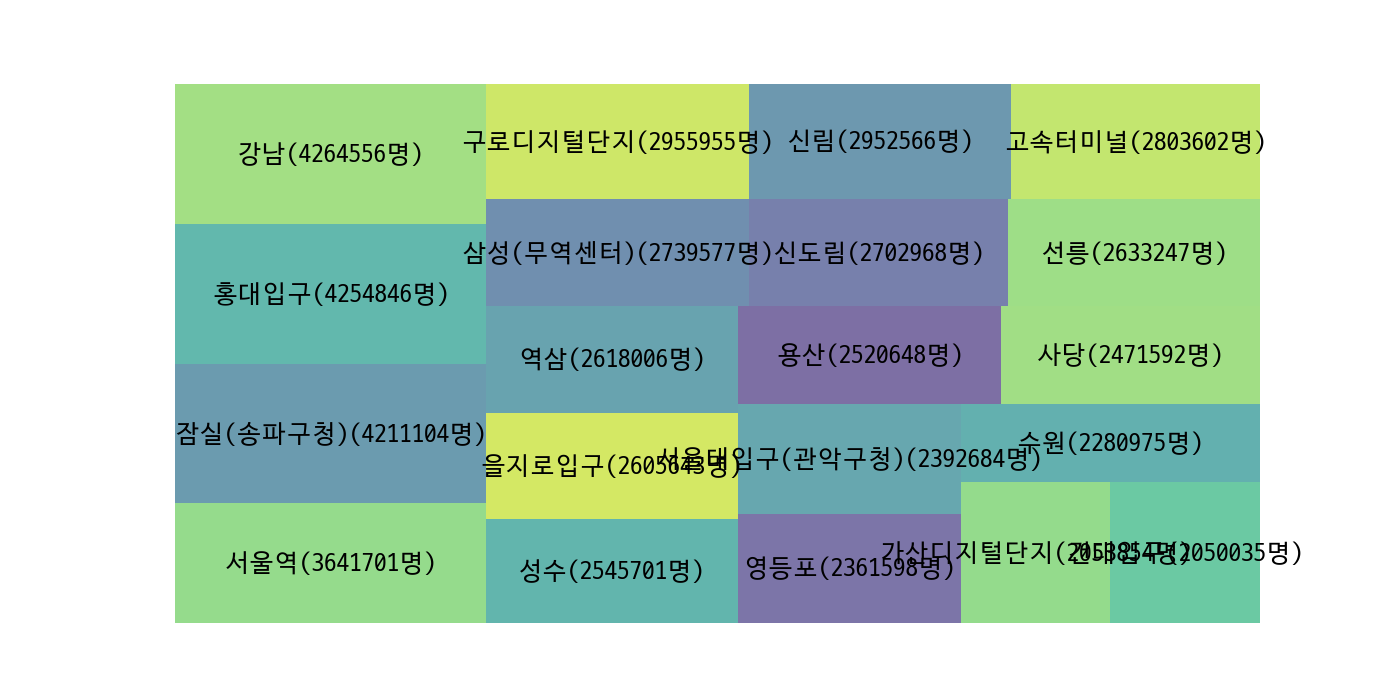 강남(4264556명)
홍대입구(4254846명)
잠실(송파구청)(4211104명)
서울역(3641701명)
구로디지털단지(2955955명)
신림(2952566명)
고속터미널(2803602명)
삼성(무역센터)(2739577명)
신도림(2702968명)
선릉(2633247명)
역삼(2618006명)
을지로입구(2605643명)
성수(2545701명)
용산(2520648명)
사당(2471592명)
서울대입구(관악구청)(2392684명)
영등포(2361598명)
수원(2280975명)
가산디지털단지(2053854명)
건대입구(2050035명)